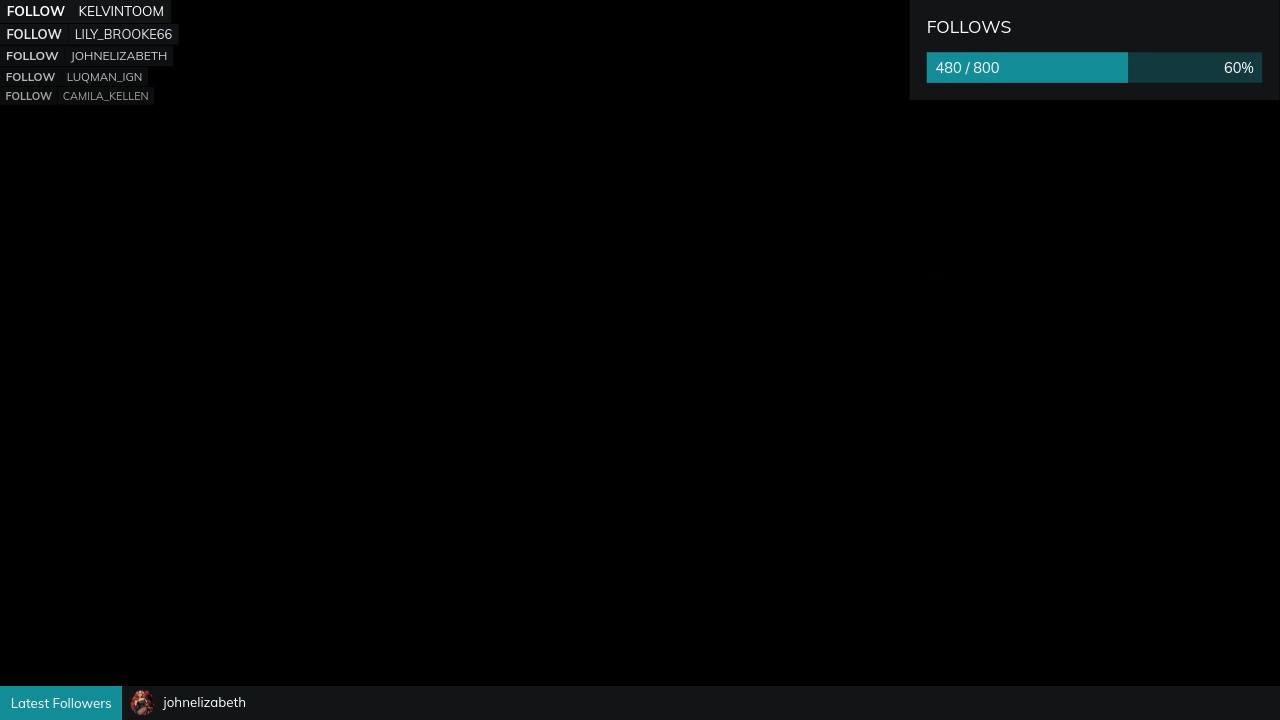 FOLLOW KELVINTOOM
FOLLOW LILY_BROOKE66
FOLLOW JOHNELIZABETH
FOLLOW LUQMAN_IGN
FOLLOW CAMILA_KELLEN
FOLLOWS
480 / 800 60%
Latest Followers johnelizabeth